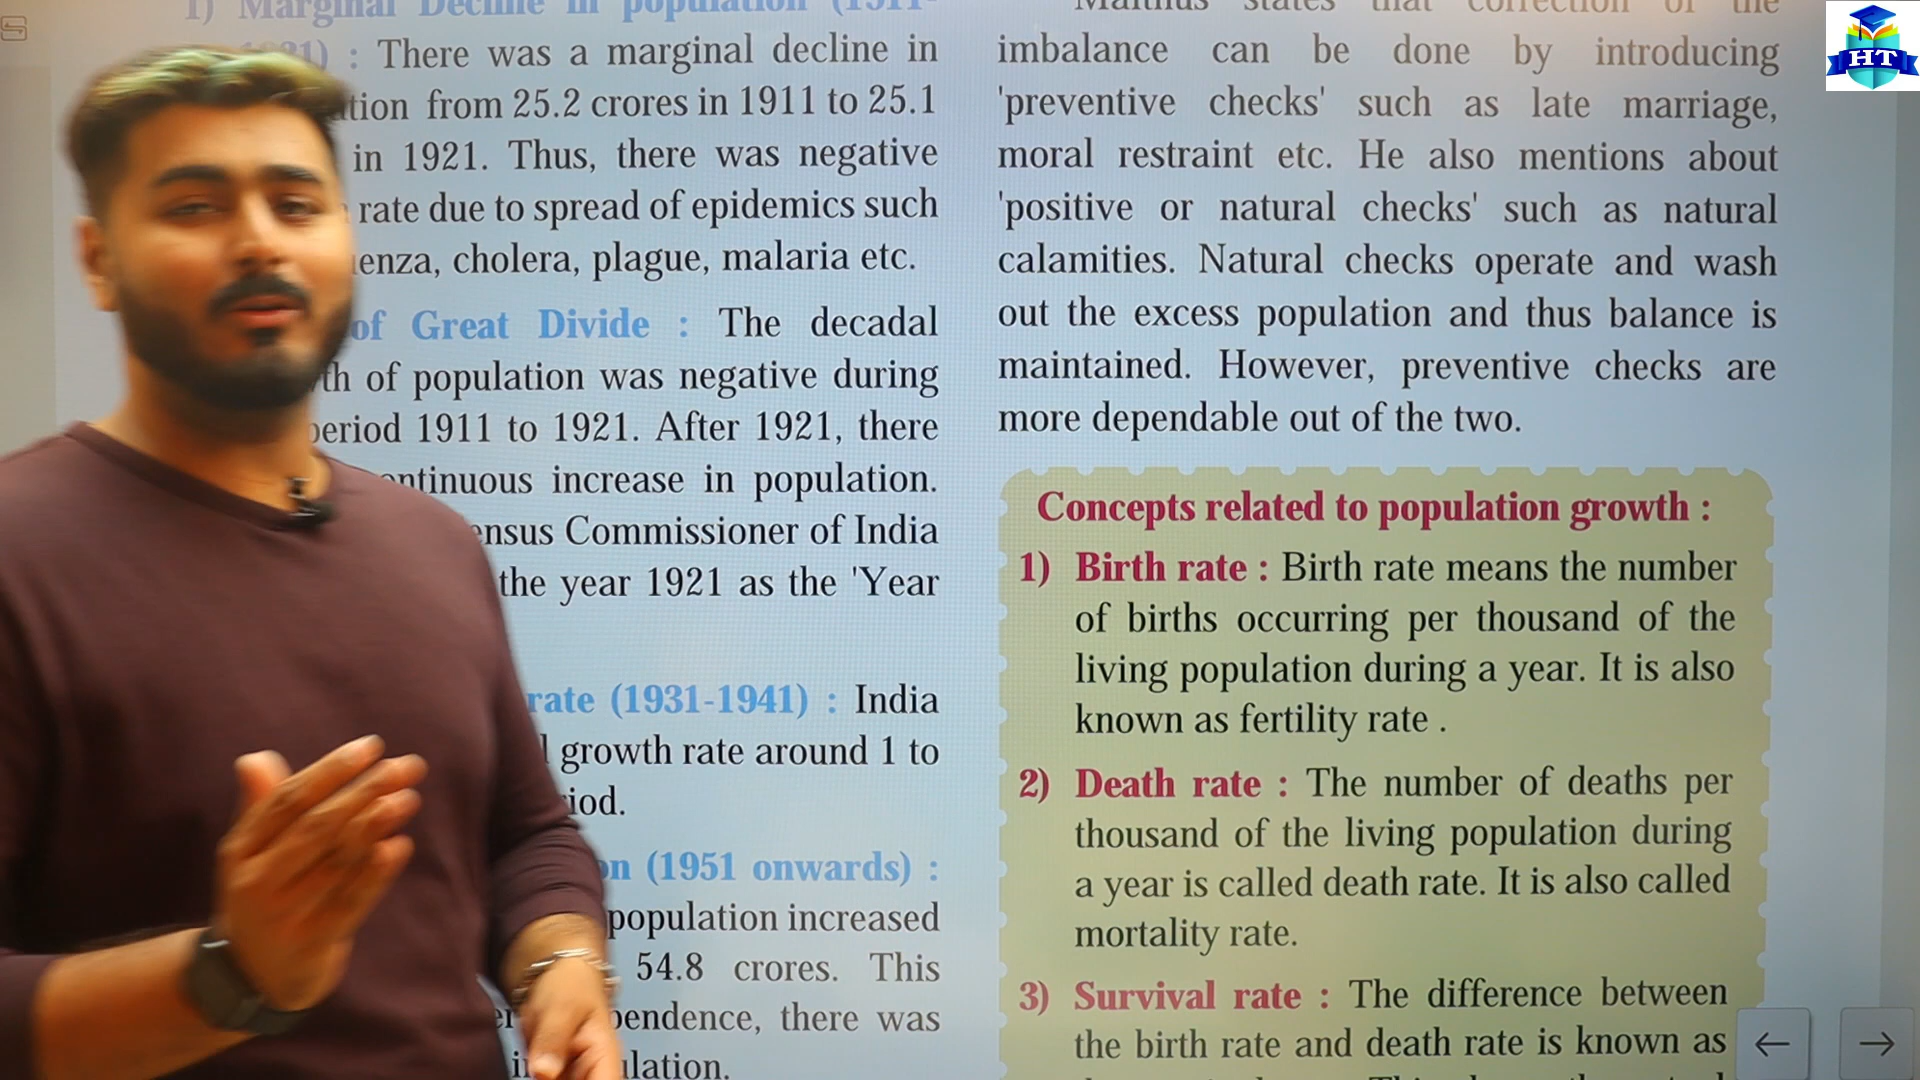 1) Marginal Decline in population (1911-
: There was a marginal decline in
from 25.2 crores in 1911 to 25.1
in 1921. Thus, there was negative
rate due to spread of epidemics such
cholera, plague, malaria etc.
of Great Divide : The decadal
of population was negative during
1911 to 1921. After 1921, there
increase in population.
Commissioner of India
the year 1921 as the 'Year
rate (1931-1941) : India
growth rate around 1 to
(1951 onwards) :
population increased
54.8 crores. This
there was
Malthus states that correction of the
imbalance can be done by introducing
'preventive checks' such as late marriage,
moral restraint etc. He also mentions about
'positive or natural checks' such as natural
calamities. Natural checks operate and wash
out the excess population and thus balance is
maintained. However, preventive checks are
more dependable out of the two.
Concepts related to population growth :
1) Birth rate : Birth rate means the number
of births occurring per thousand of the
living population during a year. It is also
known as fertility rate .
2) Death rate : The number of deaths per
thousand of the living population during
a year is called death rate. It is also called
mortality rate.
3) Survival rate : The difference between
the birth rate and death rate is known as
HT